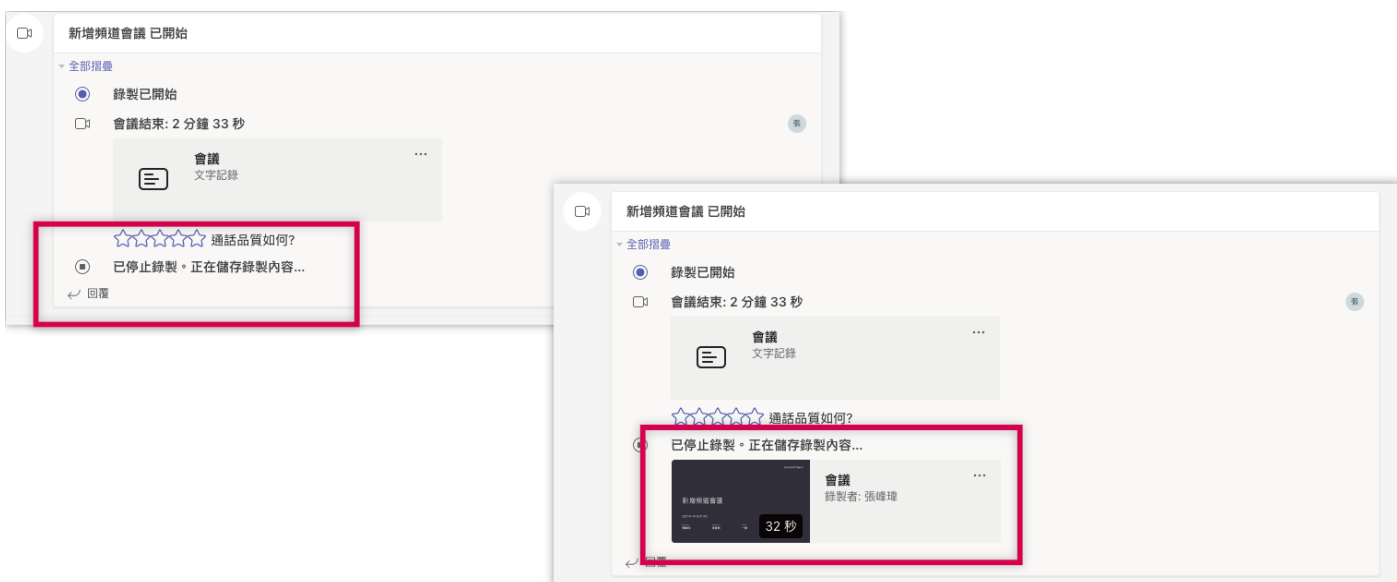 新增頻道會議 已開始
全部摺疊
錄製已開始
會議結束: 2 分鐘 33 秒
張
會議
文字記錄
通話品質如何?
已停止錄製。正在儲存錄製內容...
回覆
新增頻道會議 已開始
全部摺疊
錄製已開始
會議結束: 2 分鐘 33 秒
張
會議
文字記錄
通話品質如何?
已停止錄製。正在儲存錄製內容...
新增頻道會議
32 秒
會議
錄製者: 張峰瑋
回覆